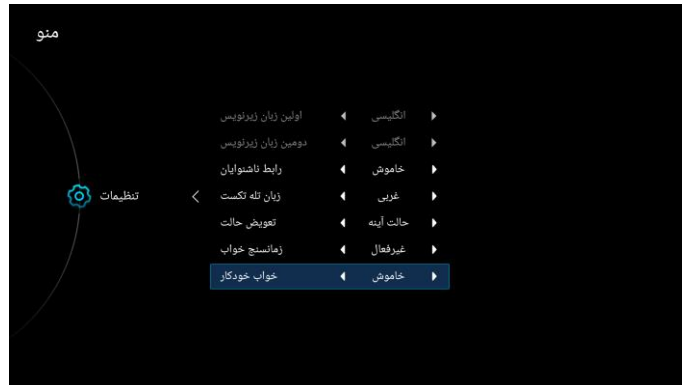 منو
اولین زبان زیرنویس انگلیسی
دومین زبان زیرنویس انگلیسی
رابط ناشنوایان خاموش
تنظیمات زبان تله تکست غربی
تعویض حالت حالت آینه
زمانسنج خواب غیرفعال
خواب خودکار خاموش